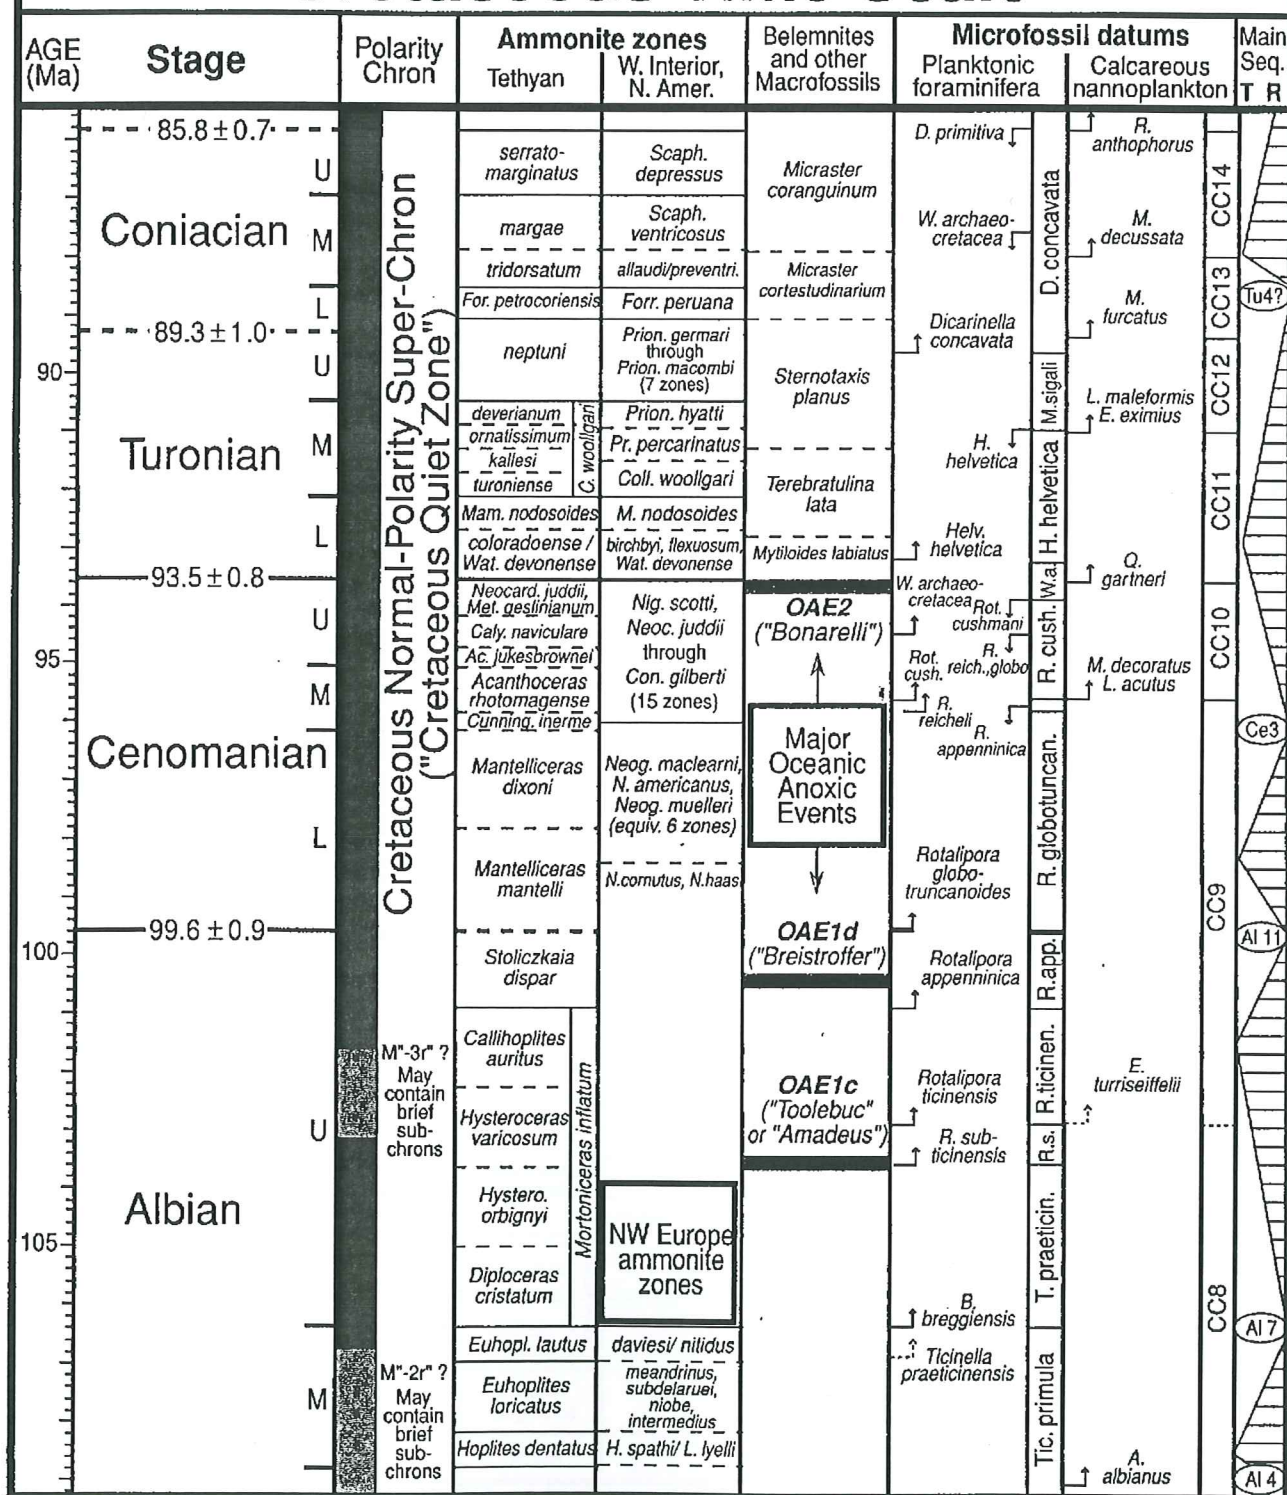 AGE
(Ma)
Stage
Polarity
Chron
Ammonite zones
Tethyan
W. Interior,
N. Amer.
Belemnites
and other
Macrofossils
Microfossil datums
Planktonic
foraminifera
Calcareous
nannoplankton
Main
Seq.
T R
90
95
100
105
85.8 ± 0.7
Coniacian
89.3 ± 1.0
Turonian
93.5 ± 0.8
Cenomanian
99.6 ± 0.9
Albian
U
M
L
U
M
L
U
M
L
U
M
Cretaceous Normal-Polarity Super-Chron
("Cretaceous Quiet Zone")
M"-3r" ?
May
contain
brief
sub-
chrons
M"-2r" ?
May
contain
brief
sub-
chrons
serrato-
marginatus
margae
tridorsatum
For. petrocoriensis
neptuni
deverianum
ornatissimum
kallesi
turoniense
C. woollgari
Mam. nodosoides
coloradoense /
Wat. devonense
Neocard. juddii,
Met. geslinianum
Caly. naviculare
Ac. jukesbrownei
Acanthoceras
rhotomagense
Cunning. inerme
Mantelliceras
dixoni
Mantelliceras
mantelli
Stoliczkaia
dispar
Callihoplites
auritus
Hysteroceras
varicosum
Hystero.
orbignyi
Diploceras
cristatum
Mortoniceras inflatum
Euhopl. lautus
Euhoplites
loricatus
Hoplites dentatus
Scaph.
depressus
Scaph.
ventricosus
allaudi/preventri.
Forr. peruana
Prion. germari
through
Prion. macombi
(7 zones)
Prion. hyatti
Pr. percarinatus
Coll. woollgari
M. nodosoides
birchbyi, flexuosum,
Wat. devonense
Nig. scotti,
Neoc. juddii
through
Con. gilberti
(15 zones)
Neog. maclearni,
N. americanus,
Neog. muelleri
(equiv. 6 zones)
N.cornutus, N.haas
NW Europe
ammonite
zones
daviesi/ nitidus
meandrinus,
subdelaruei,
niobe,
intermedius
H. spathi/ L. lyelli
Micraster
coranguinum
Micraster
cortestudinarium
Sternotaxis
planus
Terebratulina
lata
Mytiloides labiatus
OAE2
("Bonarelli")
Major
Oceanic
Anoxic
Events
OAE1d
("Breistroffer")
OAE1c
("Toolebuc"
or "Amadeus")
D. primitiva
W. archaeo-
cretacea
Dicarinella
concavata
H.
helvetica
Helv.
helvetica
W. archaeo-
cretacea
Rot.
cushmani
R.
reich.,globo
Rot.
cush.
R.
reicheli
R.
appenninica
Rotalipora
globo-
truncanoides
Rotalipora
appenninica
Rotalipora
ticinensis
R. sub-
ticinensis
B.
breggiensis
Ticinella
praeticinensis
D. concavata
M.sigali
H. helvetica
W.a.
R. cush.
R. globotuncan.
R.app.
R.ticinen.
R.s.
T. praeticin.
Tic. primula
R.
anthophorus
M.
decussata
M.
furcatus
L. maleformis
E. eximius
Q.
gartneri
M. decoratus
L. acutus
E.
turriseiffelii
A.
albianus
CC14
CC13
CC12
CC11
CC10
CC9
CC8
Tu4?
Ce3
Al 11
Al 7
Al 4